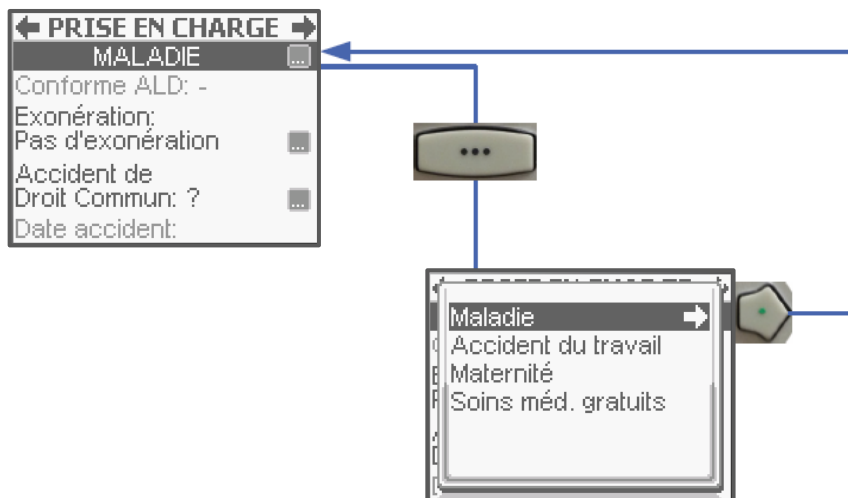 PRISE EN CHARGE
MALADIE ...
Conforme ALD: -
Exonération:
Pas d'exonération ...
Accident de
Droit Commun: ? ...
Date accident:
Maladie
Accident du travail
Maternité
Soins méd. gratuits